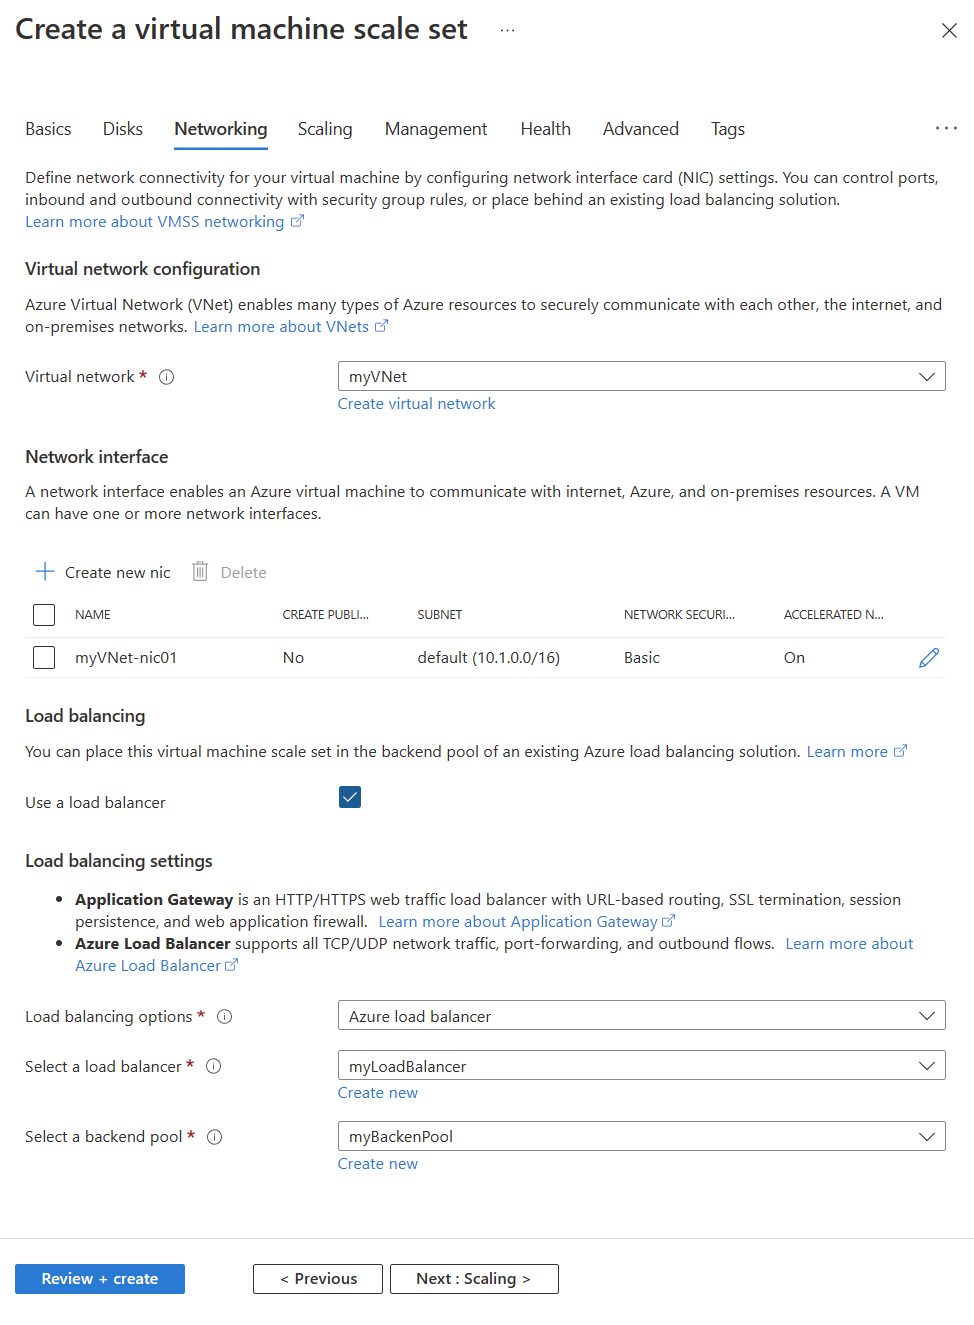 Create a virtual machine scale set ...
Basics Disks Networking Scaling Management Health Advanced Tags ...
Define network connectivity for your virtual machine by configuring network interface card (NIC) settings. You can control ports,
inbound and outbound connectivity with security group rules, or place behind an existing load balancing solution.
Learn more about VMSS networking
Virtual network configuration
Azure Virtual Network (VNet) enables many types of Azure resources to securely communicate with each other, the internet, and
on-premises networks. Learn more about VNets
Virtual network * myVNet
Create virtual network
Network interface
A network interface enables an Azure virtual machine to communicate with internet, Azure, and on-premises resources. A VM
can have one or more network interfaces.
Create new nic Delete
NAME CREATE PUBLI... SUBNET NETWORK SECURI... ACCELERATED N...
myVNet-nic01 No default (10.1.0.0/16) Basic On
Load balancing
You can place this virtual machine scale set in the backend pool of an existing Azure load balancing solution. Learn more
Use a load balancer
Load balancing settings
• Application Gateway is an HTTP/HTTPS web traffic load balancer with URL-based routing, SSL termination, session
persistence, and web application firewall. Learn more about Application Gateway
• Azure Load Balancer supports all TCP/UDP network traffic, port-forwarding, and outbound flows. Learn more about
Azure Load Balancer
Load balancing options * Azure load balancer
Select a load balancer * myLoadBalancer
Create new
Select a backend pool * myBackenPool
Create new
Review + create < Previous Next : Scaling >